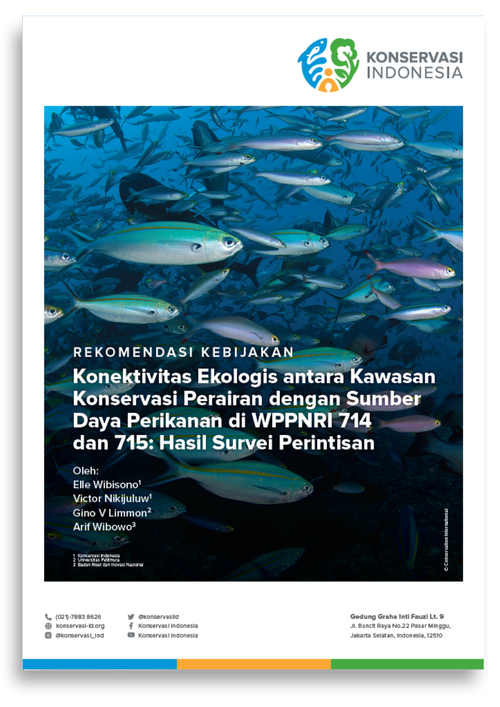 KONSERVASI
INDONESIA
REKOMENDASI KEBIJAKAN
Konektivitas Ekologis antara Kawasan
Konservasi Perairan dengan Sumber
Daya Perikanan di WPPNRI 714
dan 715: Hasil Survei Perintisan
Oleh:
Elle Wibisono¹
Victor Nikijuluw¹
Gino V Limmon²
Arif Wibowo³
1 Konservasi Indonesia
2 Universitas Pattimura
3 Badan Riset dan Inovasi Nasional
© Conservation International
(021)-7883 8626
konservasi-id.org
@konservasi_ind
@konservasiid
Konservasi Indonesia
Konservasi Indonesia
Gedung Graha Inti Fauzi Lt. 9
Jl. Buncit Raya No.22 Pasar Minggu,
Jakarta Selatan, Indonesia, 12510